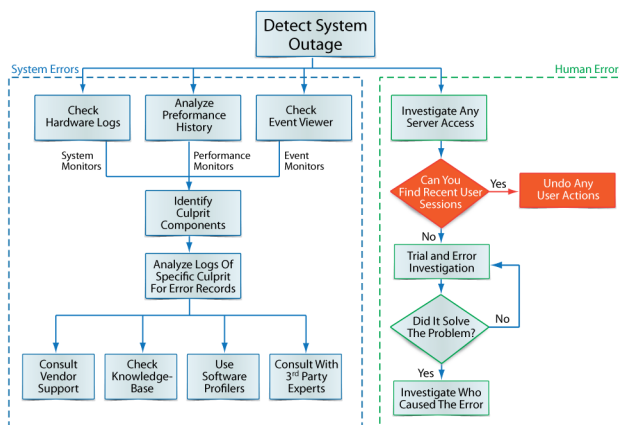 Detect System
Outage
System Errors
Human Error
Check
Hardware Logs
Analyze
Preformance
History
Check
Event Viewer
Investigate Any
Server Access
System
Monitors
Performance
Monitors
Event
Monitors
Can You
Find Recent User
Sessions
Yes
Undo Any
User Actions
Identify
Culprit
Components
No
Trial and Error
Investigation
Analyze Logs Of
Specific Culprit
For Error Records
Did It Solve
The Problem?
No
Consult
Vendor
Support
Check
Knowledge-
Base
Use
Software
Profilers
Consult With
3rd Party
Experts
Yes
Investigate Who
Caused The Error